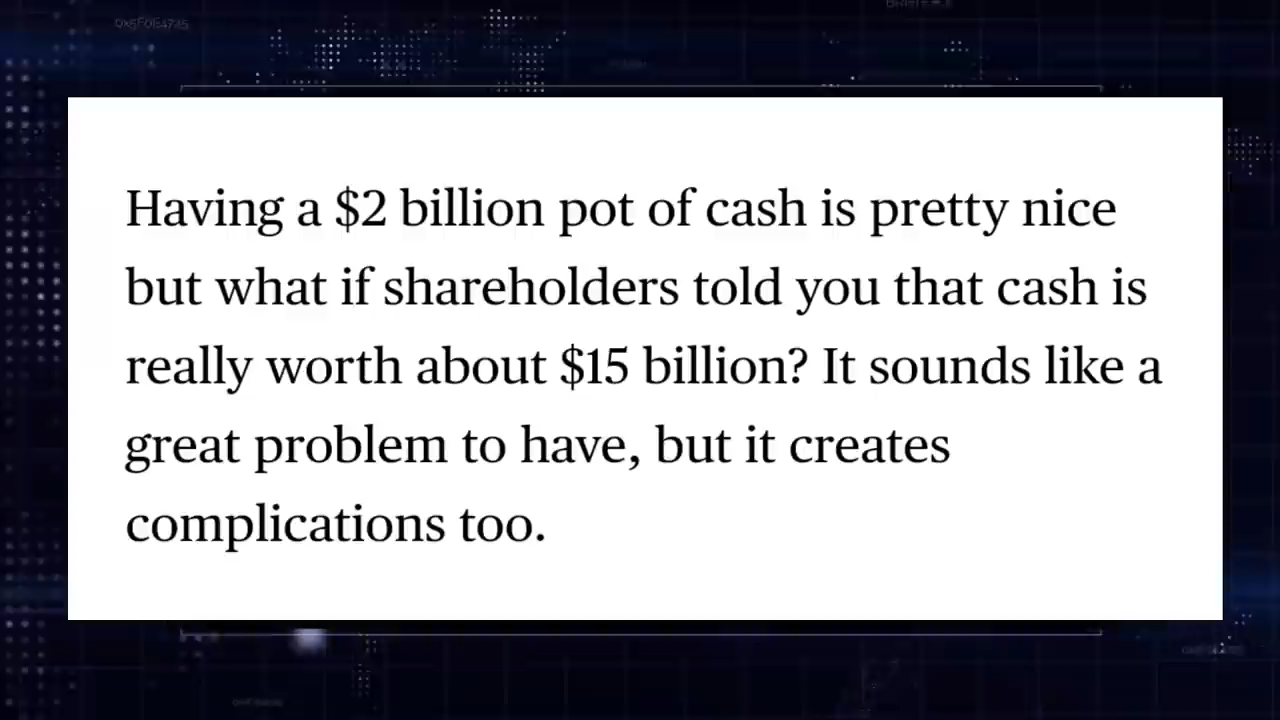 Having a $2 billion pot of cash is pretty nice
but what if shareholders told you that cash is
really worth about $15 billion? It sounds like a
great problem to have, but it creates
complications too.